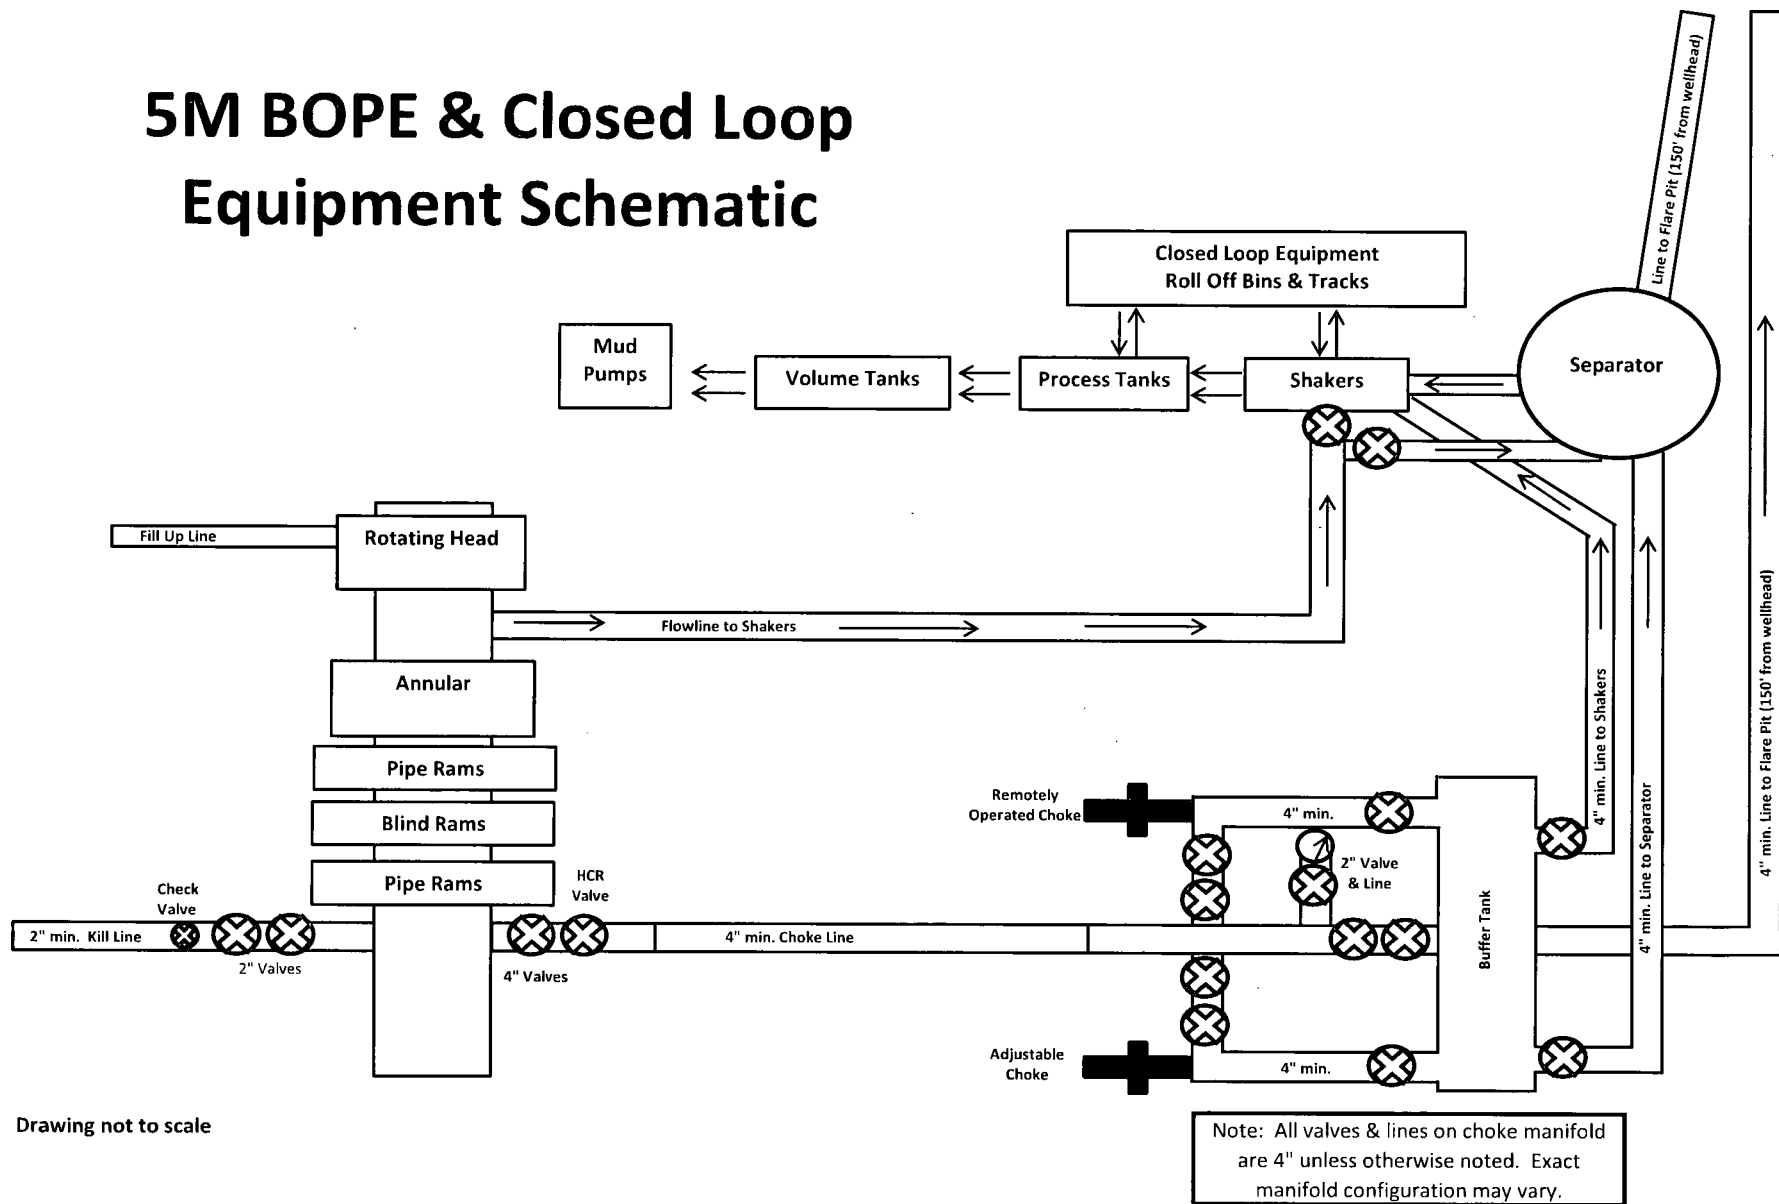 5M BOPE & Closed Loop
Equipment Schematic
Line to Flare Pit (150' from wellhead)
Closed Loop Equipment
Roll Off Bins & Tracks
Mud
Pumps
Volume Tanks
Process Tanks
Shakers
Separator
Fill Up Line
Rotating Head
Flowline to Shakers
Annular
4" min. Line to Shakers
4" min. Line to Separator
4" min. Line to Flare Pit (150' from wellhead)
Pipe Rams
Blind Rams
Pipe Rams
Remotely
Operated Choke
4" min.
2" Valve
& Line
Check
Valve
HCR
Valve
2" min. Kill Line
4" min. Choke Line
2" Valves
4" Valves
Buffer Tank
Adjustable
Choke
4" min.
Drawing not to scale
Note: All valves & lines on choke manifold
are 4" unless otherwise noted. Exact
manifold configuration may vary.